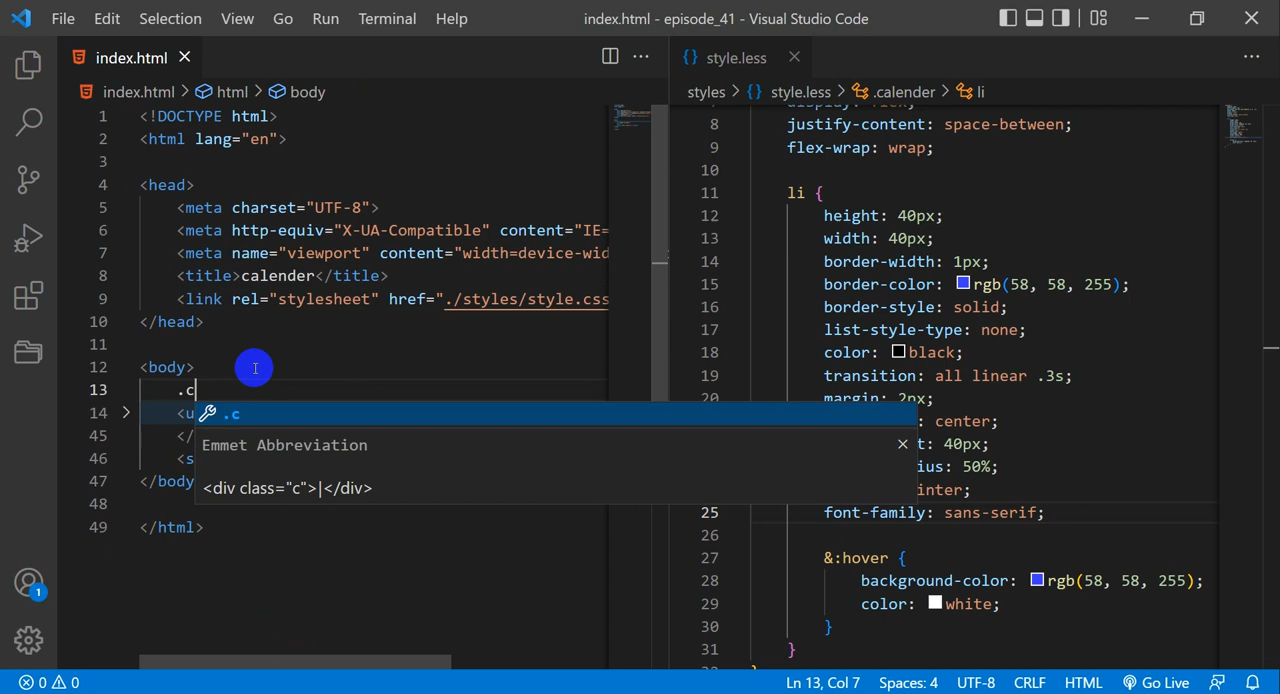 File Edit Selection View Go Run Terminal Help index.html - episode_41 - Visual Studio Code
index.html
style.less
index.html > html > body
styles > {} style.less > .calender > li
1 <!DOCTYPE html>
2 <html lang="en">
3
4 <head>
5 <meta charset="UTF-8">
6 <meta http-equiv="X-UA-Compatible" content="IE=
7 <meta name="viewport" content="width=device-wid
8 <title>calender</title>
9 <link rel="stylesheet" href="./styles/style.css
10 </head>
11
12 <body>
13 .c
14 <u
.c
Emmet Abbreviation
<div class="c">|</div>
45 </
46 <s
47 </body
48
49 </html>
8 justify-content: space-between;
9 flex-wrap: wrap;
10
11 li {
12 height: 40px;
13 width: 40px;
14 border-width: 1px;
15 border-color: rgb(58, 58, 255);
16 border-style: solid;
17 list-style-type: none;
18 color: black;
19 transition: all linear .3s;
20 margin: 2px;
: center;
t: 40px;
ius: 50%;
inter;
25 font-family: sans-serif;
26
27 &:hover {
28 background-color: rgb(58, 58, 255);
29 color: white;
30 }
31 }
1
0 0 Ln 13, Col 7 Spaces: 4 UTF-8 CRLF HTML Go Live